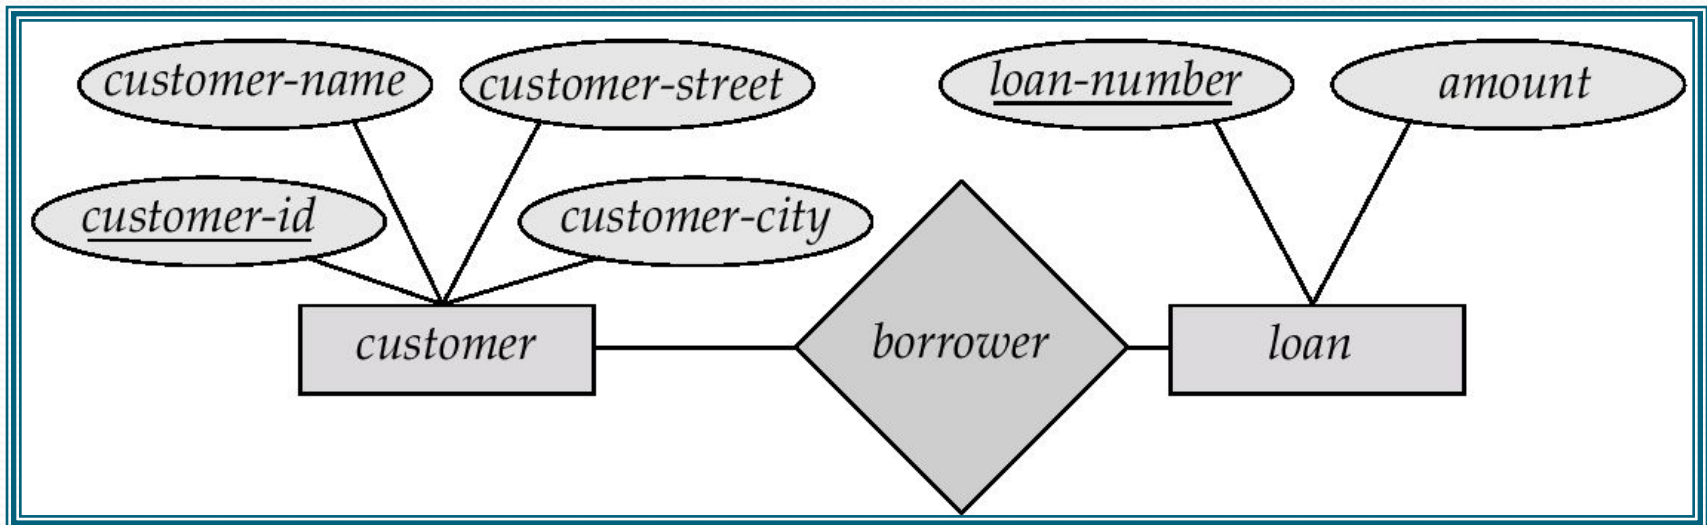 customer-name
customer-street
loan-number
amount
customer-id
customer-city
customer
borrower
loan